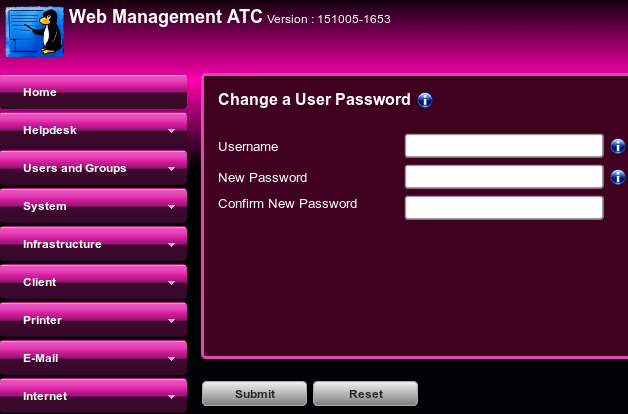 Web Management ATC Version : 151005-1653
Home
Helpdesk
Users and Groups
System
Infrastructure
Client
Printer
E-Mail
Internet
Change a User Password
Username
New Password
Confirm New Password
Submit
Reset